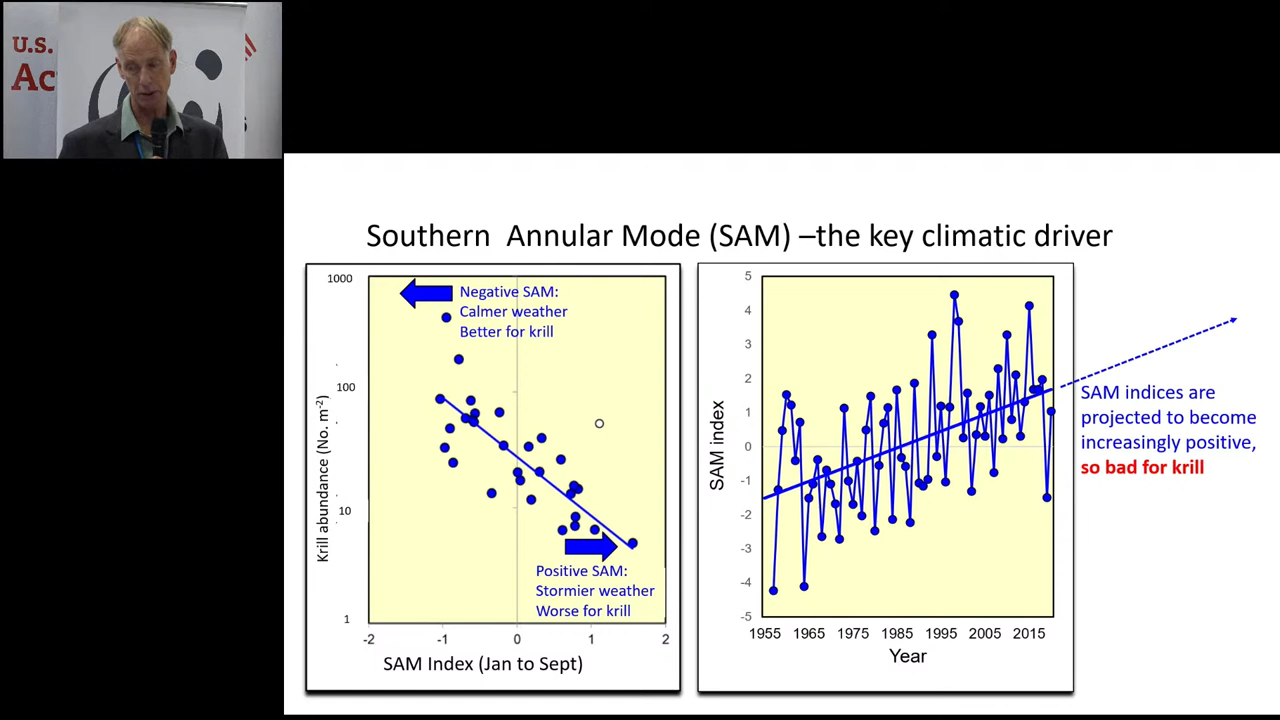 U.S.
Ac
s
Southern Annular Mode (SAM) –the key climatic driver
1000
100
10
1
Krill abundance (No. m⁻²)
Negative SAM:
Calmer weather
Better for krill
Positive SAM:
Stormier weather
Worse for krill
-2 -1 0 1 2
SAM Index (Jan to Sept)
5
4
3
2
1
0
-1
-2
-3
-4
-5
SAM index
1955 1965 1975 1985 1995 2005 2015
Year
SAM indices are
projected to become
increasingly positive,
so bad for krill